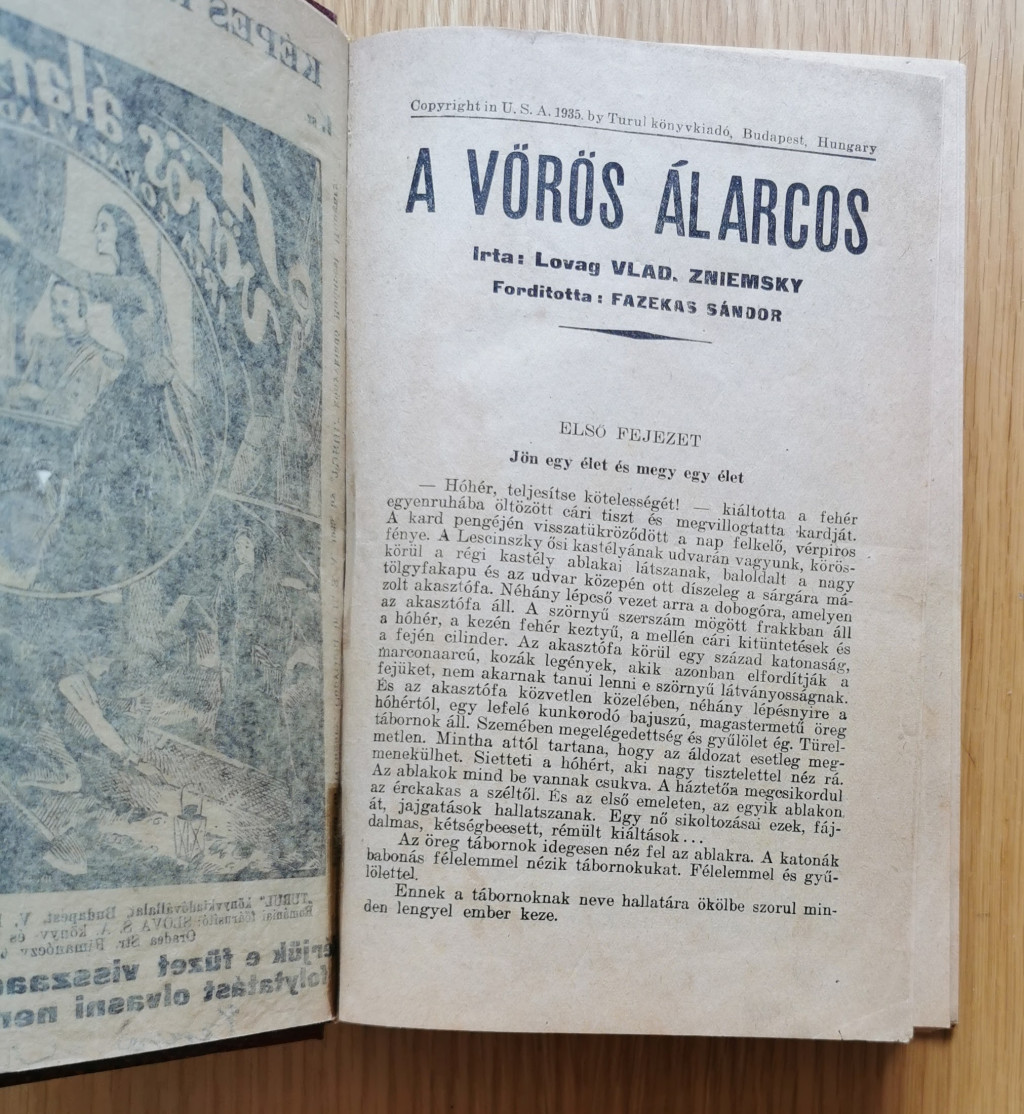 KÉPES
Copyright in U. S. A. 1935. by Turul könyvkiadó, Budapest, Hungary
A VÖRÖS ÁLARCOS
Irta: Lovag VLAD. ZNIEMSKY
Forditotta: FAZEKAS SÁNDOR
ELSŐ FEJEZET
Jön egy élet és megy egy élet
— Hóhér, teljesítse kötelességét! — kiáltotta a fehér
egyenruhába öltözött cári tiszt és megvillogtatta kardját.
A kard pengéjén visszatükröződött a nap felkelő, vérpiros
fénye. A Lescinszky ősi kastélyának udvarán vagyunk, körös-
körül a régi kastély ablakai látszanak, baloldalt a nagy
tölgyfakapu és az udvar közepén ott díszeleg a sárgára má-
zolt akasztófa. Néhány lépcső vezet arra a dobogóra, amelyen
az akasztófa áll. A szörnyű szerszám mögött frakkban áll
a hóhér, a kezén fehér keztyű, a mellén cári kitüntetések és
a fején cilinder. Az akasztófa körül egy század katonaság,
marconaarcú, kozák legények, akik azonban elfordítják a
fejüket, nem akarnak tanui lenni e szörnyű látványosságnak.
És az akasztófa közvetlen közelében, néhány lépésnyire a
hóhértól, egy lefelé kunkorodó bajuszú, magastermetű öreg
tábornok áll. Szemében megelégedettség és gyűlölet ég. Türel-
metlen. Mintha attól tartana, hogy az áldozat esetleg meg-
menekülhet. Sietteti a hóhért, aki nagy tisztelettel néz rá.
Az ablakok mind be vannak csukva. A háztetőn megcsikordul
az érckakas a széltől. És az első emeleten, az egyik ablakon
át, jajgatások hallatszanak. Egy nő sikoltozásai ezek, fáj-
dalmas, kétségbeesett, rémült kiáltások...
Az öreg tábornok idegesen néz fel az ablakra. A katonák
babonás félelemmel nézik tábornokukat. Félelemmel és gyű-
lölettel.
Ennek a tábornoknak neve hallatára ökölbe szorul min-
den lengyel ember keze.